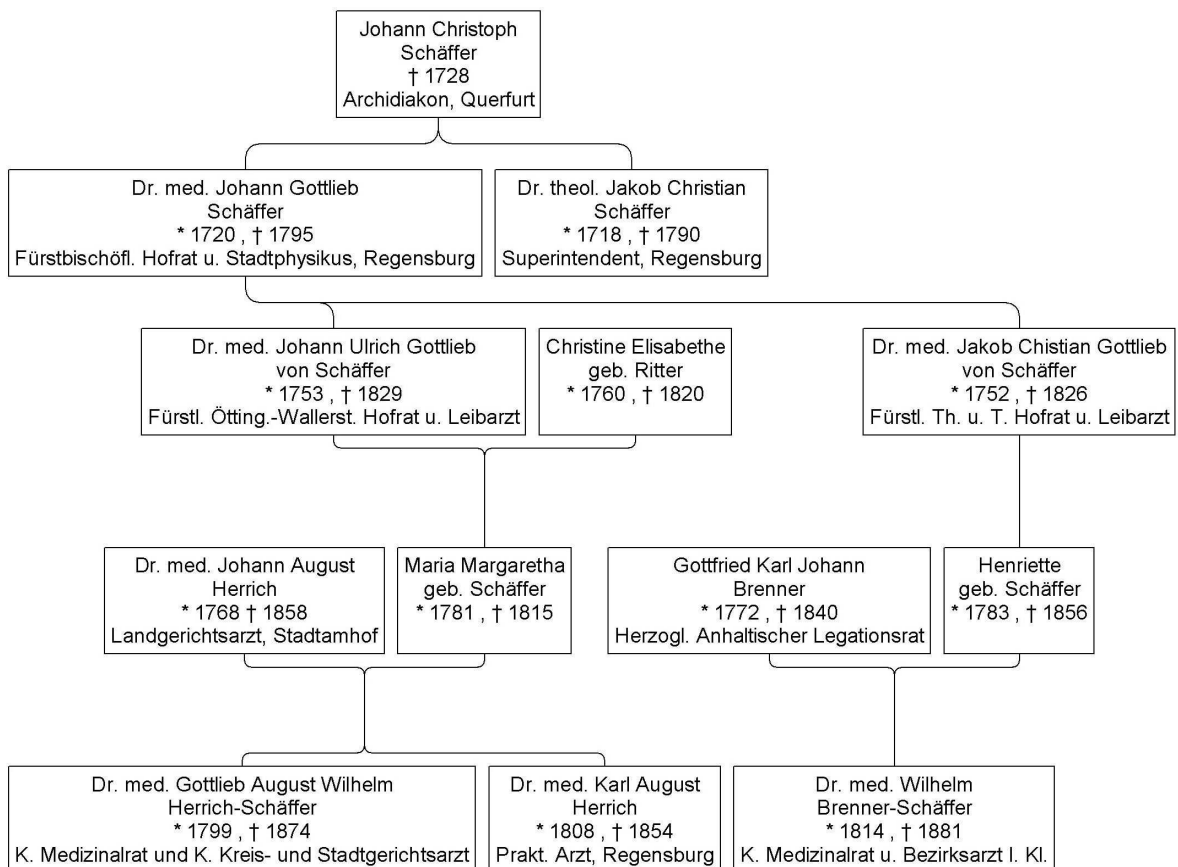 Johann Christoph
Schäffer
† 1728
Archidiakon, Querfurt
Dr. med. Johann Gottlieb
Schäffer
* 1720 , † 1795
Fürstbischöfl. Hofrat u. Stadtphysikus, Regensburg
Dr. theol. Jakob Christian
Schäffer
* 1718 , † 1790
Superintendent, Regensburg
Dr. med. Johann Ulrich Gottlieb
von Schäffer
* 1753 , † 1829
Fürstl. Ötting.-Wallerst. Hofrat u. Leibarzt
Christine Elisabethe
geb. Ritter
* 1760 , † 1820
Dr. med. Jakob Chistian Gottlieb
von Schäffer
* 1752 , † 1826
Fürstl. Th. u. T. Hofrat u. Leibarzt
Dr. med. Johann August
Herrich
* 1768 † 1858
Landgerichtsarzt, Stadtamhof
Maria Margaretha
geb. Schäffer
* 1781 , † 1815
Gottfried Karl Johann
Brenner
* 1772 , † 1840
Herzogl. Anhaltischer Legationsrat
Henriette
geb. Schäffer
* 1783 , † 1856
Dr. med. Gottlieb August Wilhelm
Herrich-Schäffer
* 1799 , † 1874
K. Medizinalrat und K. Kreis- und Stadtgerichtsarzt
Dr. med. Karl August
Herrich
* 1808 , † 1854
Prakt. Arzt, Regensburg
Dr. med. Wilhelm
Brenner-Schäffer
* 1814 , † 1881
K. Medizinalrat u. Bezirksarzt I. Kl.